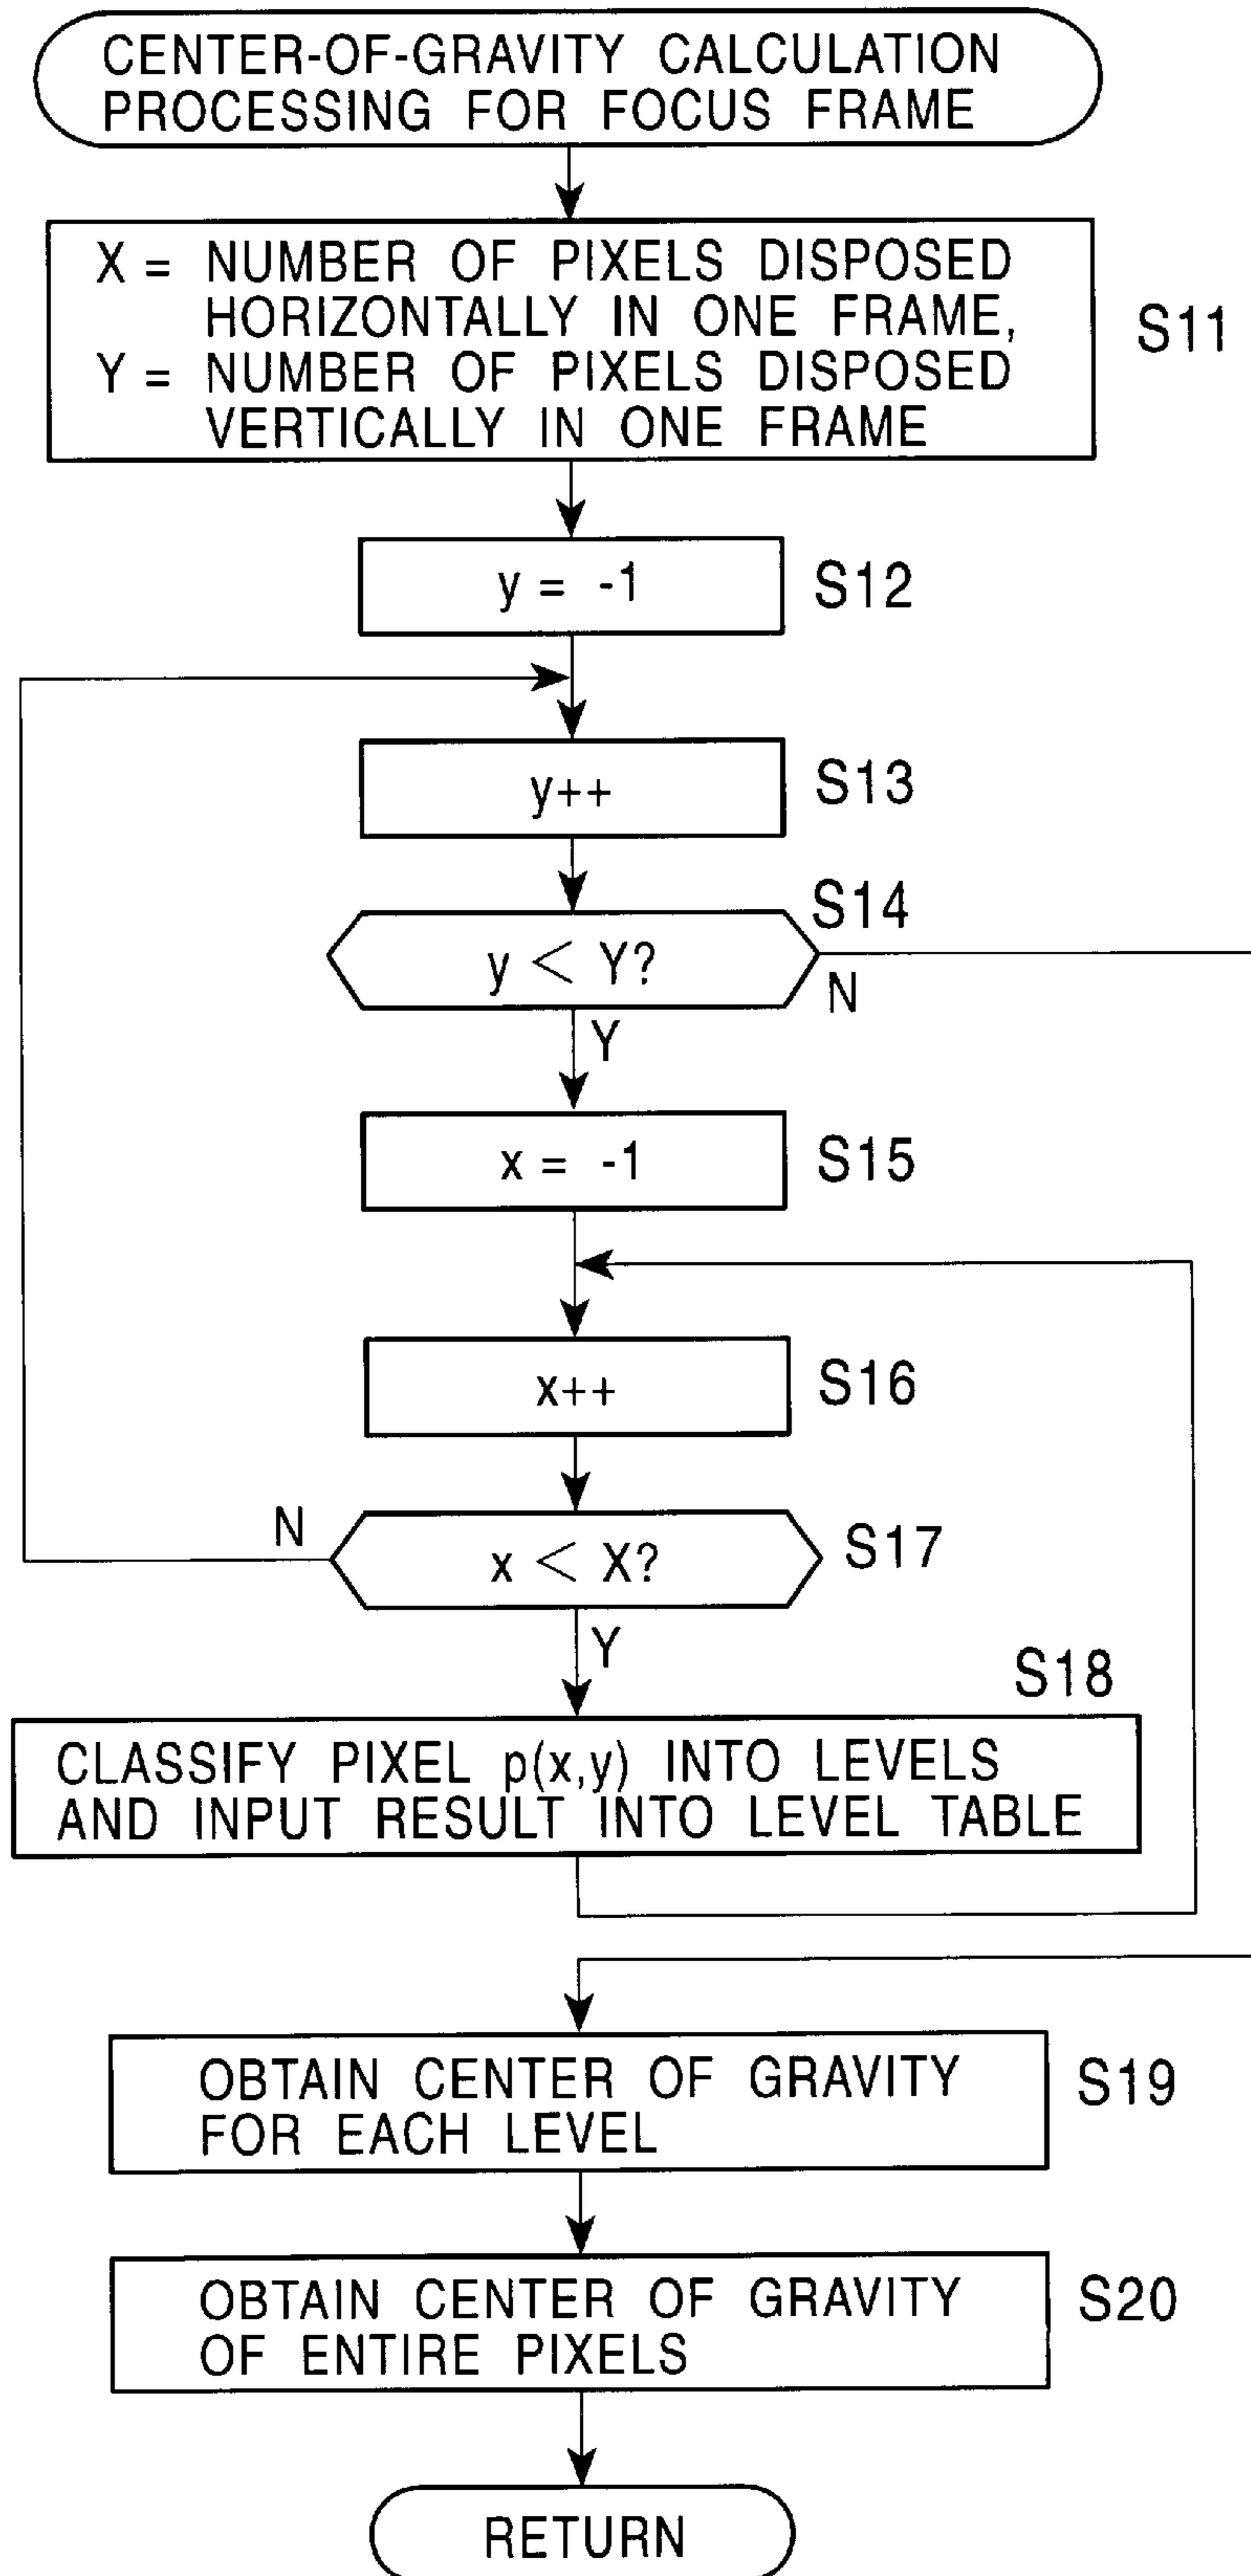 CENTER-OF-GRAVITY CALCULATION
PROCESSING FOR FOCUS FRAME
X = NUMBER OF PIXELS DISPOSED
HORIZONTALLY IN ONE FRAME,
Y = NUMBER OF PIXELS DISPOSED
VERTICALLY IN ONE FRAME
S11
y = -1
S12
y++
S13
S14
y < Y?
N
Y
x = -1
S15
x++
S16
N
x < X?
S17
Y
S18
CLASSIFY PIXEL p(x,y) INTO LEVELS
AND INPUT RESULT INTO LEVEL TABLE
OBTAIN CENTER OF GRAVITY
FOR EACH LEVEL
S19
OBTAIN CENTER OF GRAVITY
OF ENTIRE PIXELS
S20
RETURN